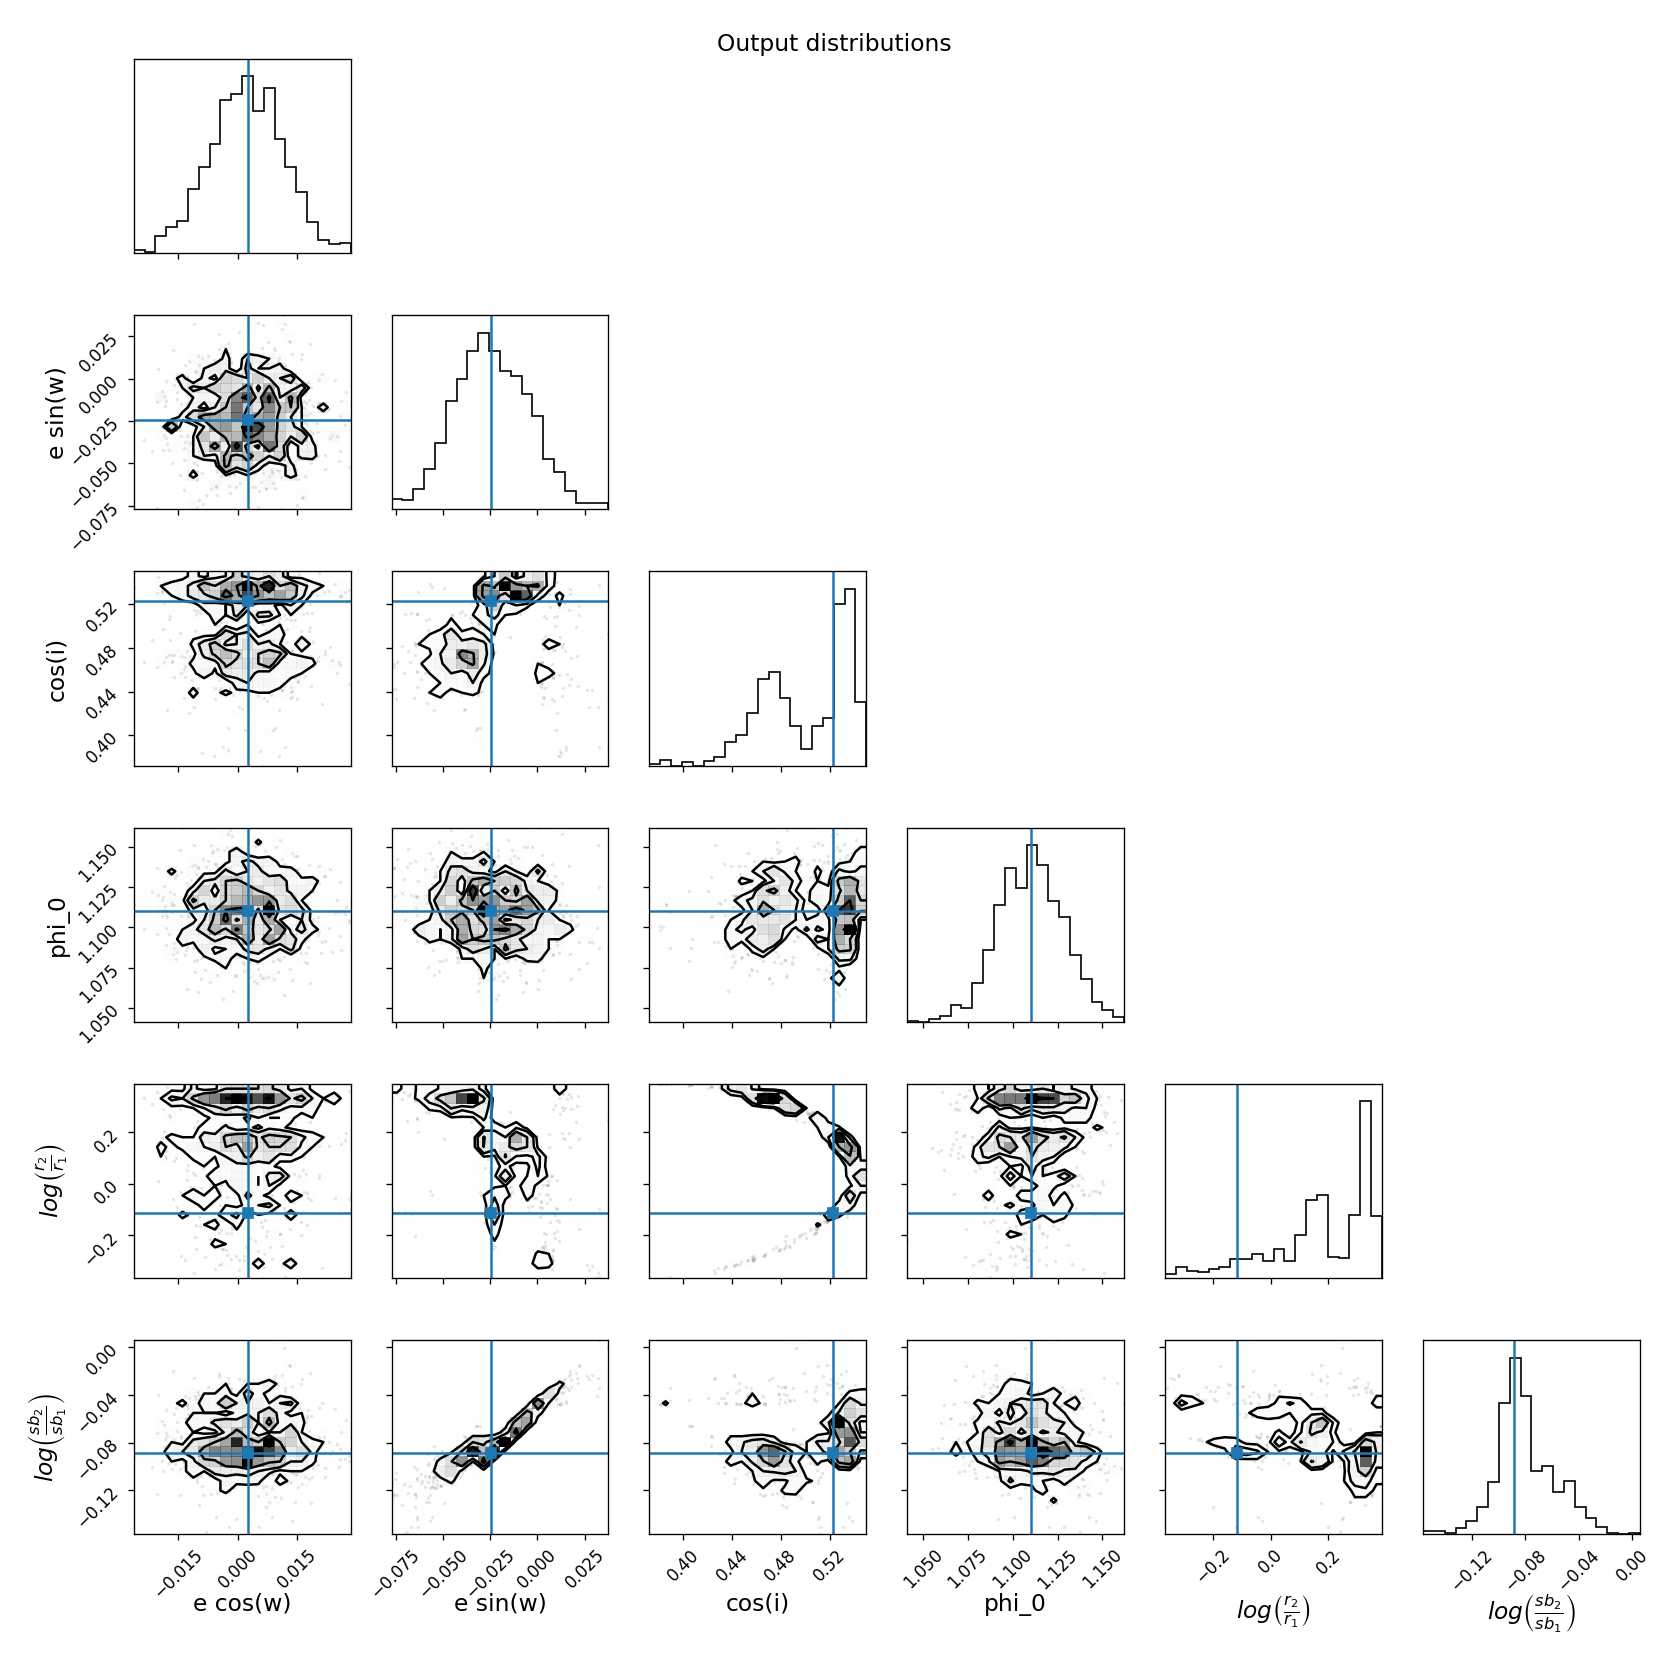 Output distributions
e sin(w)
0.025
0.000
−0.025
−0.050
−0.075
cos(i)
0.52
0.48
0.44
0.40
phi_0
1.150
1.125
1.100
1.075
1.050
log(r₂/r₁)
0.2
0.0
−0.2
log(sb₂/sb₁)
0.00
−0.04
−0.08
−0.12
−0.015 0.000 0.015
−0.075 −0.050 −0.025 0.000 0.025
0.40 0.44 0.48 0.52
1.050 1.075 1.100 1.125 1.150
−0.2 0.0 0.2
−0.12 −0.08 −0.04 0.00
e cos(w) e sin(w) cos(i) phi_0 log(r₂/r₁) log(sb₂/sb₁)